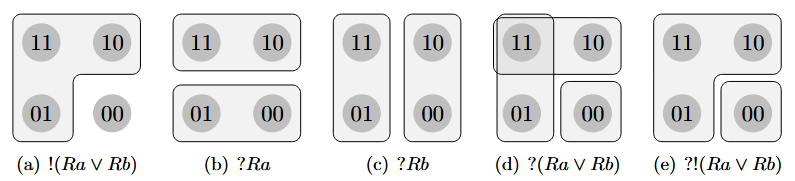 11 10 11 10 11 10 11 10 11 10
01 00 01 00 01 00 01 00 01 00
(a) !(Ra ∨ Rb) (b) ?Ra (c) ?Rb (d) ?(Ra ∨ Rb) (e) ?!(Ra ∨ Rb)